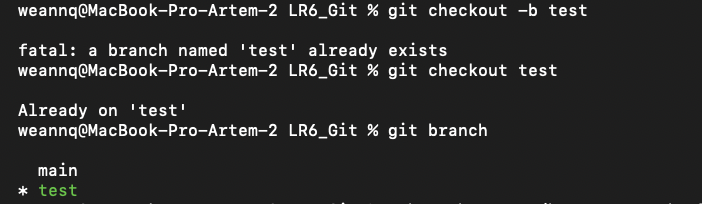 weannq@MacBook-Pro-Artem-2 LR6_Git % git checkout -b test
fatal: a branch named 'test' already exists
weannq@MacBook-Pro-Artem-2 LR6_Git % git checkout test
Already on 'test'
weannq@MacBook-Pro-Artem-2 LR6_Git % git branch
main
* test